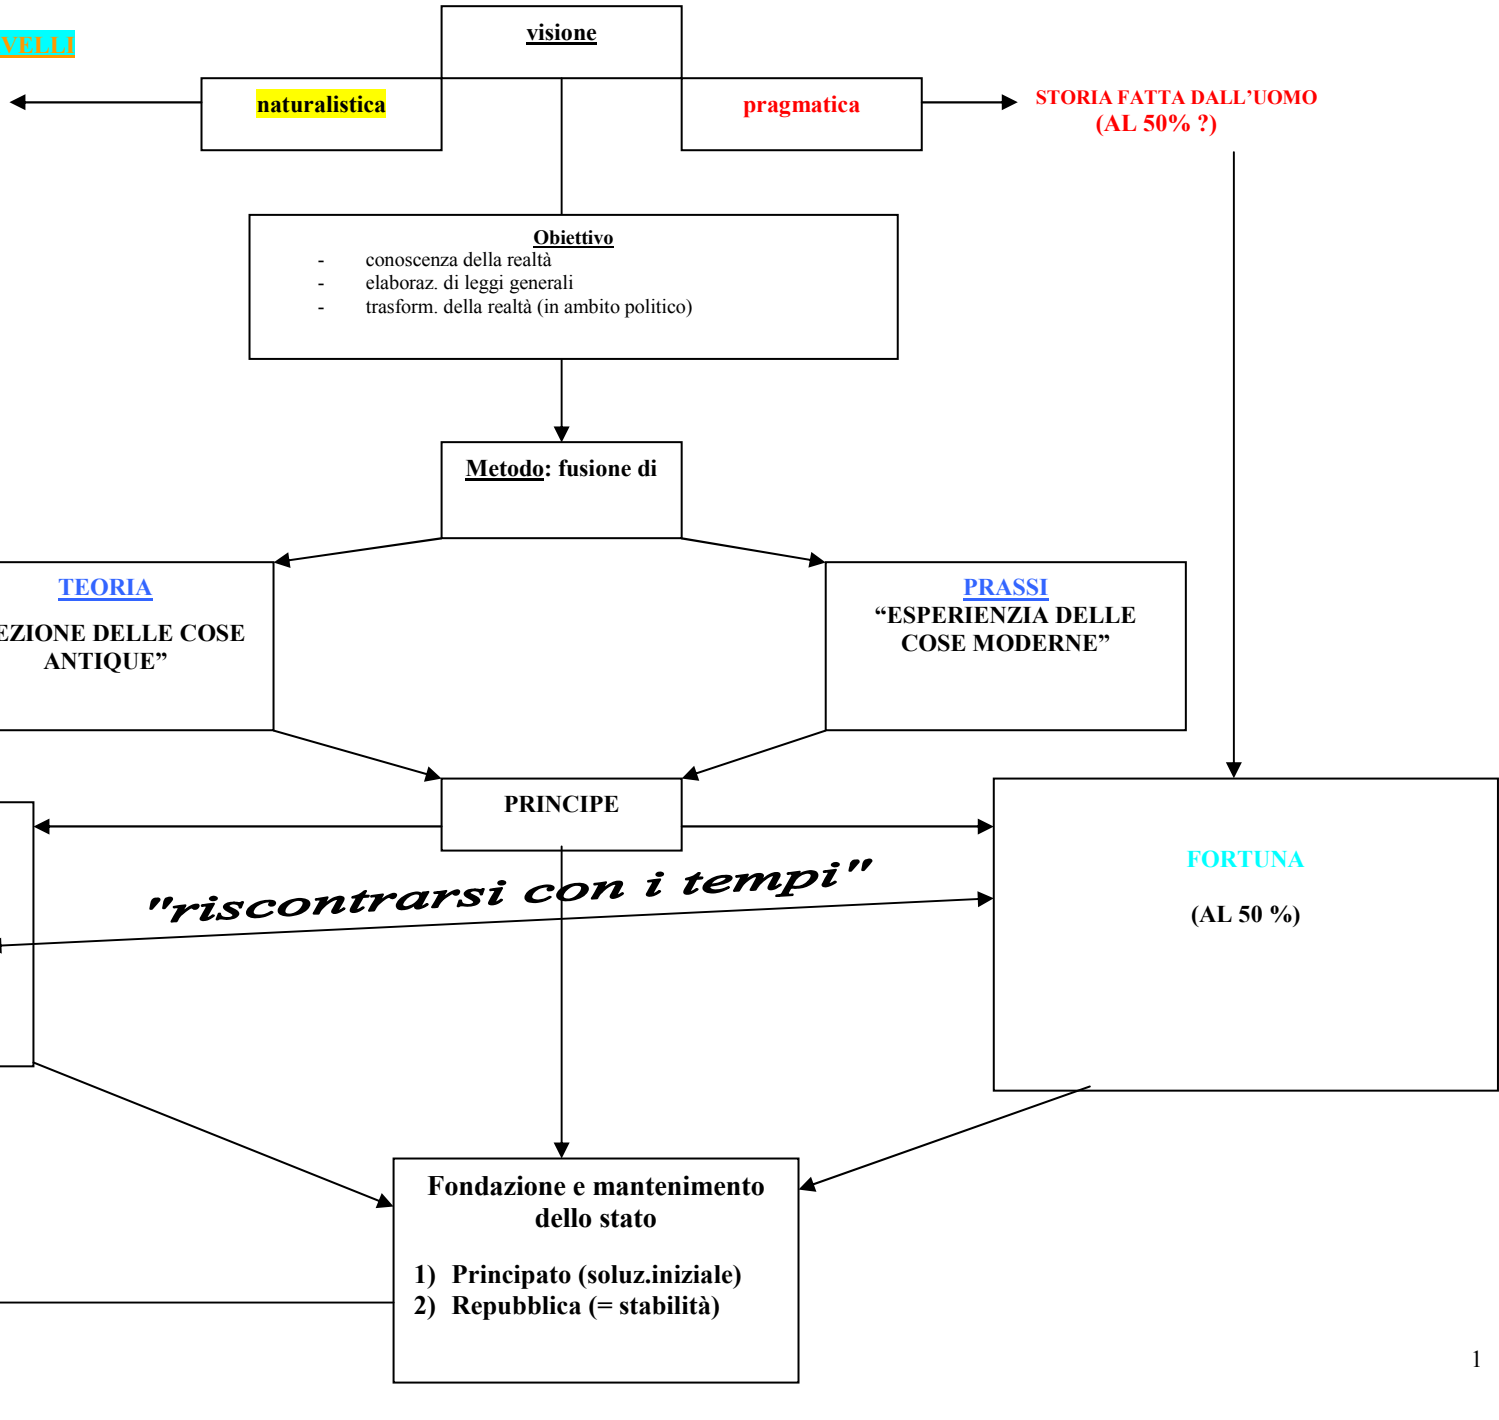 visione
VELLI
naturalistica
pragmatica
STORIA FATTA DALL’UMO
(AL 50% ?)
Obiettivo
- conoscenza della realtà
- elaboraz. di leggi generali
- trasform. della realtà (in ambito politico)
Metodo: fusione di
TEORIA
EZIONE DELLE COSE
ANTIQUE”
PRASSI
“ESPERIENZIA DELLE
COSE MODERNE”
PRINCIPE
"riscontrarsi con i tempi"
FORTUNA
(AL 50 %)
Fondazione e mantenimento
dello stato
1) Principato (soluz.iniziale)
2) Repubblica (= stabilità)
1